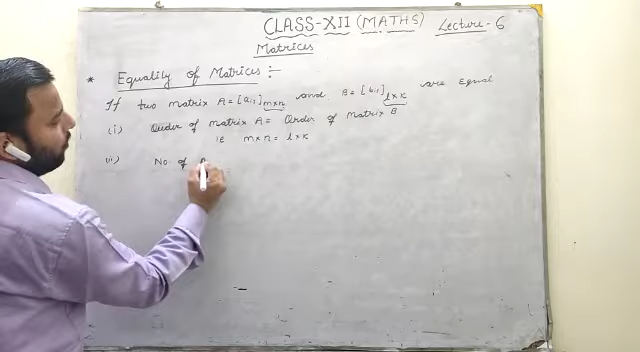 CLASS-XII (MATHS) Lecture-6
Matrices
* Equality of Matrices:-
If two matrix A = [aij]m×n and B = [bij]l×k are equal
(i) Order of matrix A = Order of matrix B
ie m×n = l×k
(ii) No. of